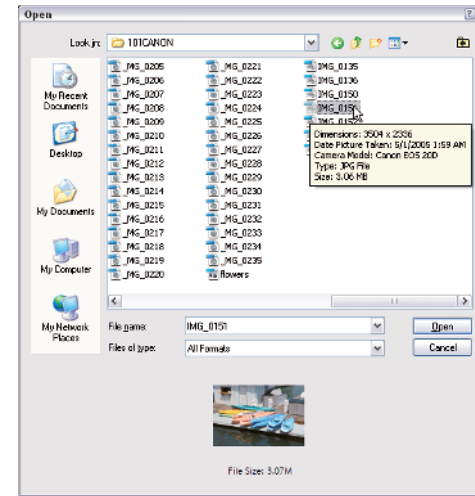 Open
Look in: 101CANON
My Recent Documents
Desktop
My Documents
My Computer
My Network Places
_MG_0205
_MG_0206
_MG_0207
_MG_0208
_MG_0209
_MG_0210
_MG_0211
_MG_0212
_MG_0213
_MG_0214
_MG_0215
_MG_0216
_MG_0217
_MG_0218
_MG_0219
_MG_0220
_MG_0221
_MG_0222
_MG_0223
_MG_0224
_MG_0225
_MG_0226
_MG_0227
_MG_0228
_MG_0229
_MG_0230
_MG_0231
_MG_0232
_MG_0233
_MG_0234
_MG_0235
flowers
IMG_0135
IMG_0136
IMG_0150
IMG_0151
Dimensions: 3504 x 2336
Date Picture Taken: 5/1/2005 1:59 AM
Camera Model: Canon EOS 20D
Type: JPG File
Size: 3.06 MB
File name: IMG_0151
Open
Files of type: All Formats
Cancel
File Size: 3.07M